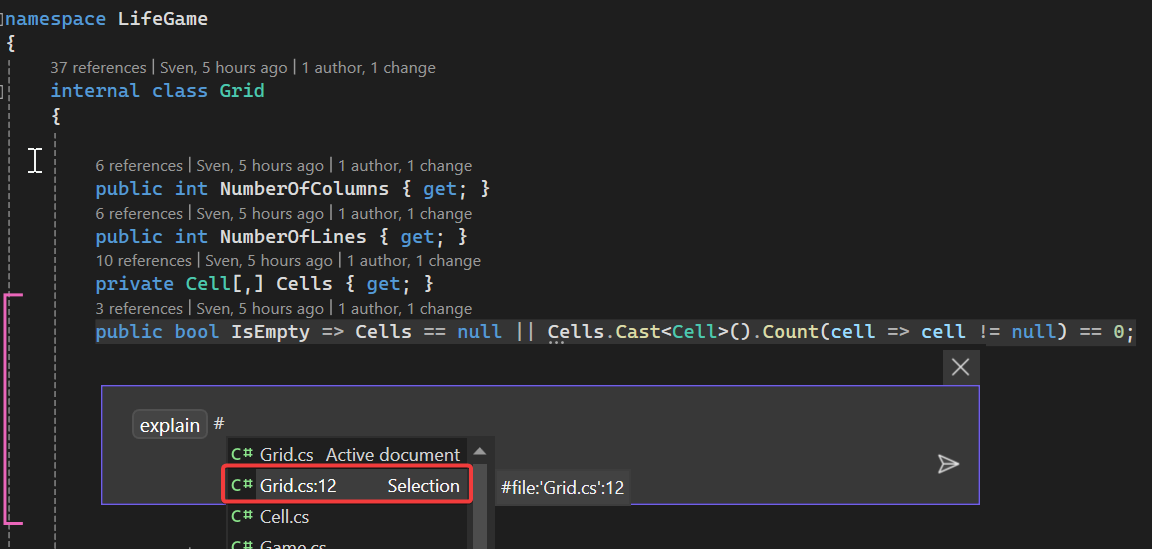 namespace LifeGame
{
37 references | Sven, 5 hours ago | 1 author, 1 change
internal class Grid
{
6 references | Sven, 5 hours ago | 1 author, 1 change
public int NumberOfColumns { get; }
6 references | Sven, 5 hours ago | 1 author, 1 change
public int NumberOfLines { get; }
10 references | Sven, 5 hours ago | 1 author, 1 change
private Cell[,] Cells { get; }
3 references | Sven, 5 hours ago | 1 author, 1 change
public bool IsEmpty => Cells == null || Cells.Cast<Cell>().Count(cell => cell != null) == 0;
explain #
C# Grid.cs Active document
C# Grid.cs:12 Selection #file:'Grid.cs':12
C# Cell.cs
C# Game.cs